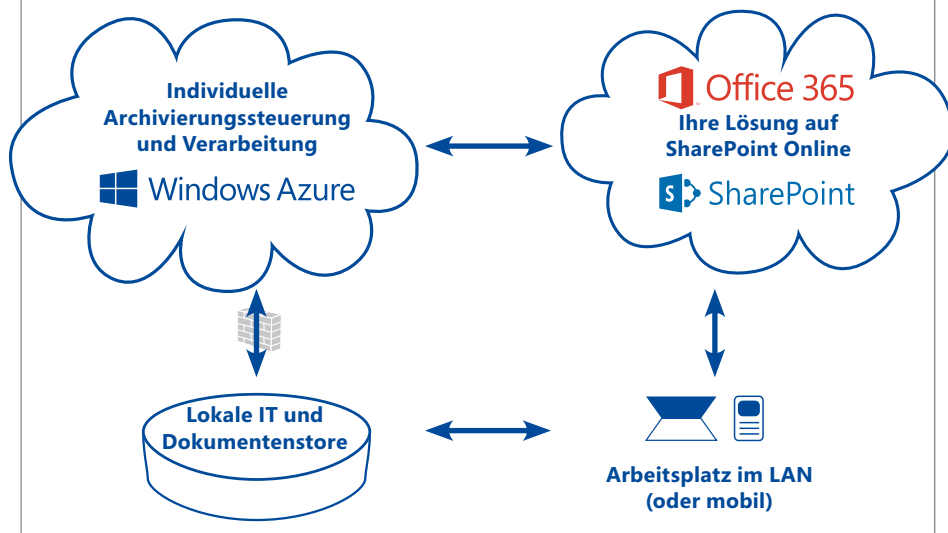 Individuelle
Archivierungssteuerung
und Verarbeitung
Windows Azure
Office 365
Ihre Lösung auf
SharePoint Online
S
SharePoint
Lokale IT und
Dokumentenstore
Arbeitsplatz im LAN
(oder mobil)